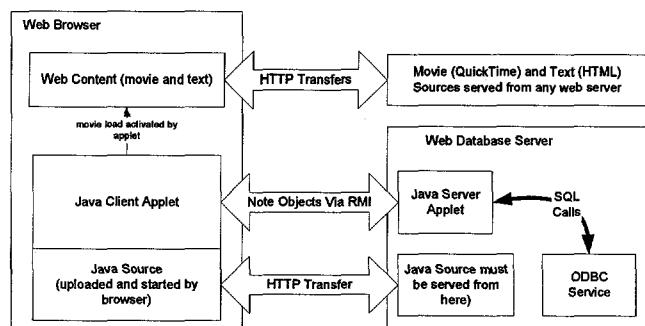 Web Browser
Web Content (movie and text)
HTTP Transfers
Movie (QuickTime) and Text (HTML)
Sources served from any web server
movie load activated by
applet
Web Database Server
Java Client Applet
Note Objects Via RMI
Java Server
Applet
SQL
Calls
Java Source
(uploaded and started by
browser)
HTTP Transfer
Java Source must
be served from
here)
ODBC
Service